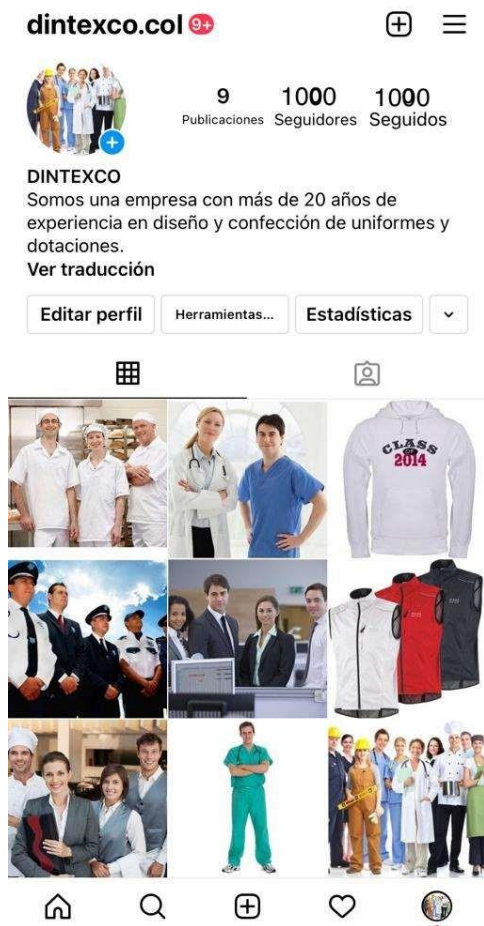 dintexco.col 9+
9 1000 1000
Publicaciones Seguidores Seguidos
DINTEXCO
Somos una empresa con más de 20 años de
experiencia en diseño y confección de uniformes y
dotaciones.
Ver traducción
Editar perfil Herramientas... Estadísticas
CLASS
OF
2014